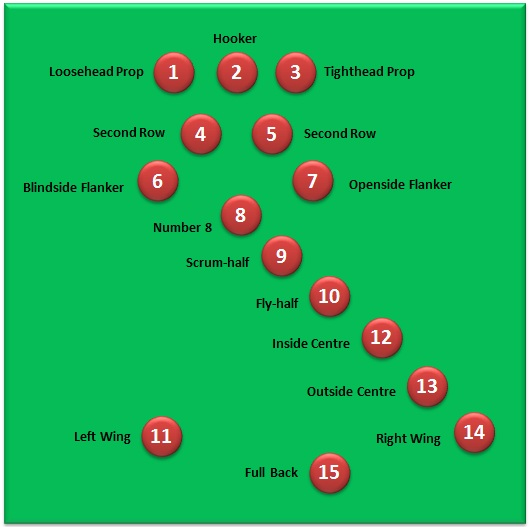 Hooker
Loosehead Prop 1 2 3 Tighthead Prop
Second Row 4 5 Second Row
Blindside Flanker 6 7 Openside Flanker
Number 8 8
Scrum-half 9
Fly-half 10
Inside Centre 12
Outside Centre 13
Left Wing 11 Right Wing 14
Full Back 15